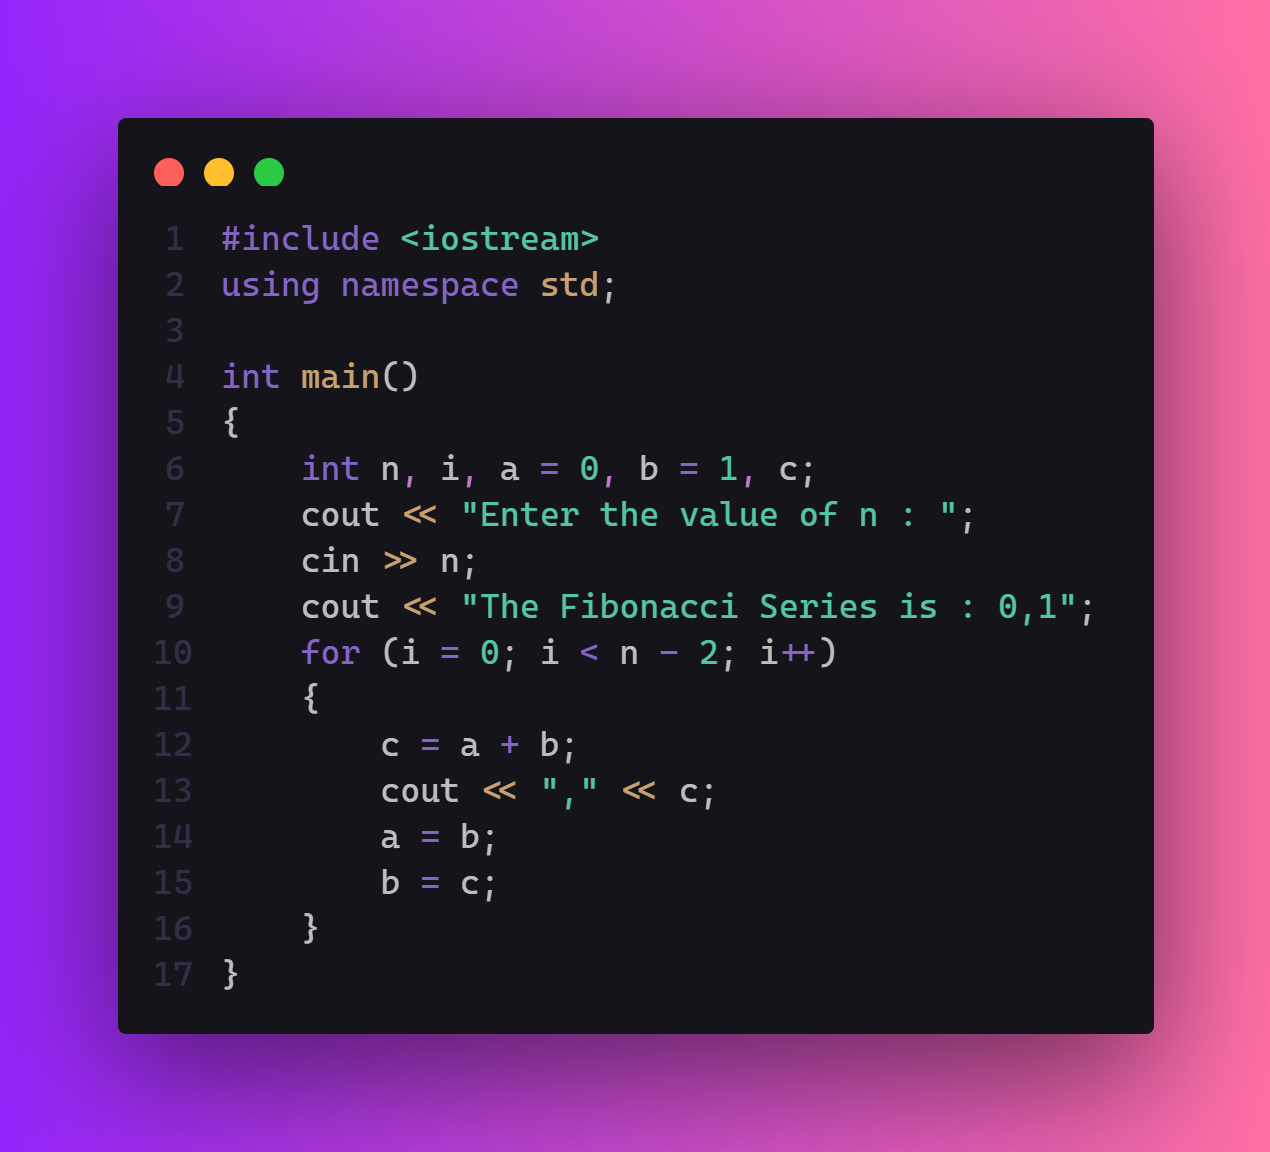 1 #include <iostream>
2 using namespace std;
3
4 int main()
5 {
6     int n, i, a = 0, b = 1, c;
7     cout << "Enter the value of n : ";
8     cin >> n;
9     cout << "The Fibonacci Series is : 0,1";
10     for (i = 0; i < n - 2; i++)
11     {
12         c = a + b;
13         cout << "," << c;
14         a = b;
15         b = c;
16     }
17 }